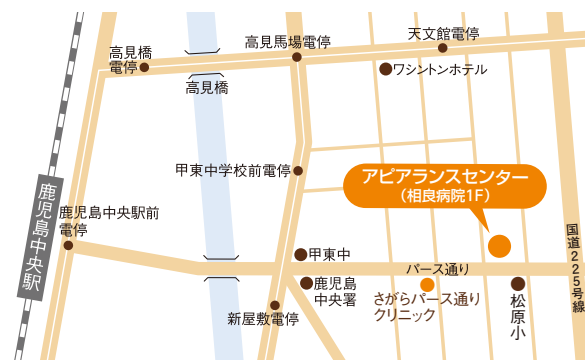 天文館電停
高見馬場電停
高見橋
電停
ワシントンホテル
高見橋
甲東中学校前電停
アピアランスセンター
（相良病院1F）
鹿児島中央駅
鹿児島中央駅前
電停
国道225号線
甲東中
パース通り
鹿児島
中央署
さがらパース通り
クリニック
松原小
新屋敷電停